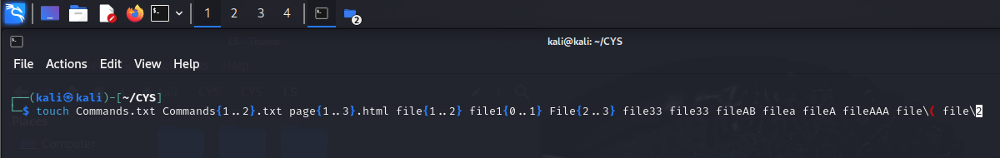 1 2 3 4 2
kali@kali: ~/CYS
File Actions Edit View Help
(kali㉿kali)-[~/CYS]
$ touch Commands.txt Commands{1..2}.txt page{1..3}.html file{1..2} file1{0..1} File{2..3} file33 file33 fileAB filea fileA fileAAA file\( file\2
Places
Computer